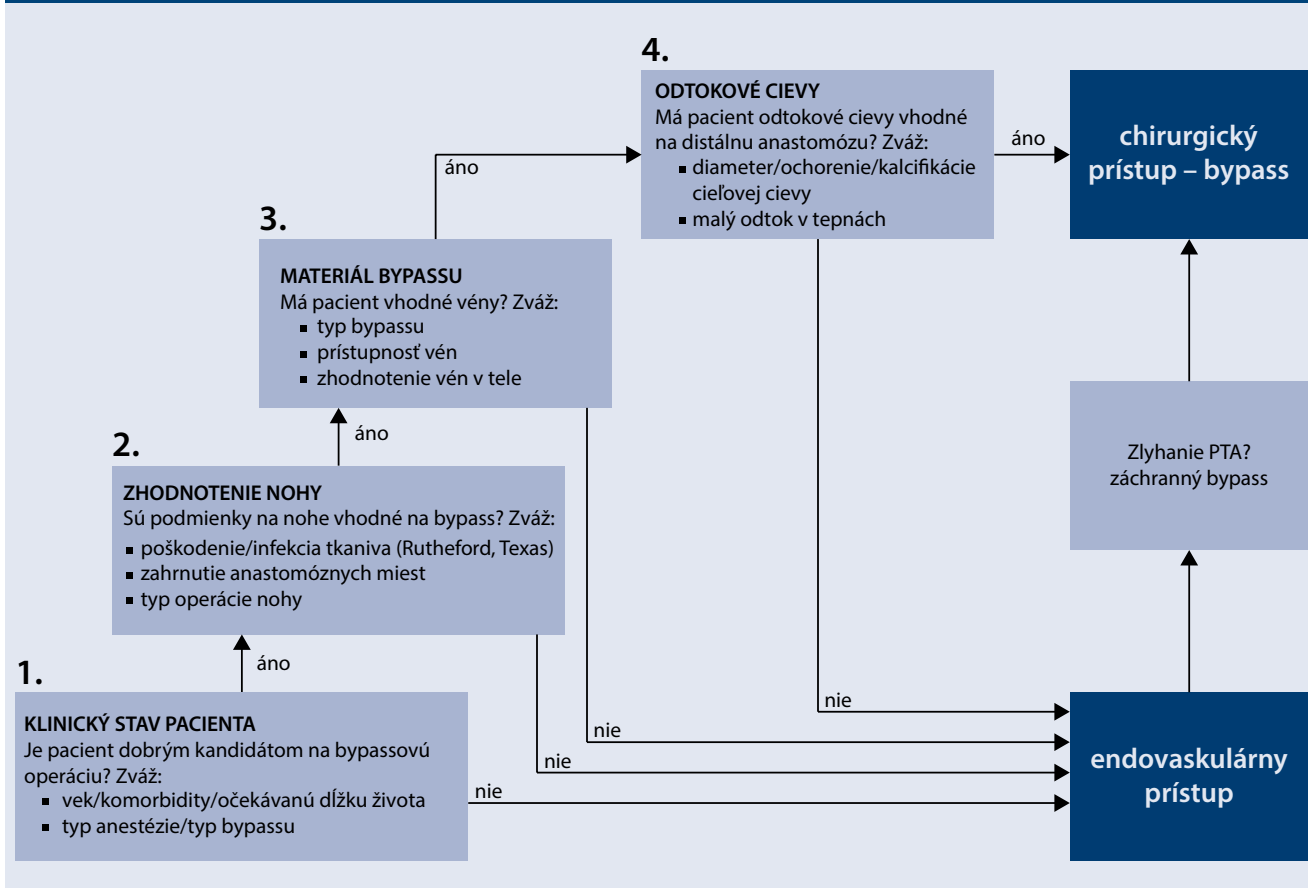 4.
ODTOKOVÉ CIEVY
Má pacient odtokové cievy vhodné
na distálnu anastomózu? Zváž:
▪ diameter/ochorenie/kalcifikácie
cieľovej cievy
▪ malý odtok v tepnách
áno
chirurgický
prístup – bypass
áno
3.
MATERIÁL BYPASSU
Má pacient vhodné vény? Zváž:
▪ typ bypassu
▪ prístupnosť vén
▪ zhodnotenie vén v tele
áno
Zlyhanie PTA?
záchranný bypass
2.
ZHODNOTENIE NOHY
Sú podmienky na nohe vhodné na bypass? Zváž:
▪ poškodenie/infekcia tkaniva (Rutheford, Texas)
▪ zahrnutie anastomóznych miest
▪ typ operácie nohy
áno
1.
KLINICKÝ STAV PACIENTA
Je pacient dobrým kandidátom na bypassovú
operáciu? Zváž:
▪ vek/komorbidity/očakávanú dĺžku života
▪ typ anestézie/typ bypassu
nie
nie
nie
nie
endovaskulárny
prístup